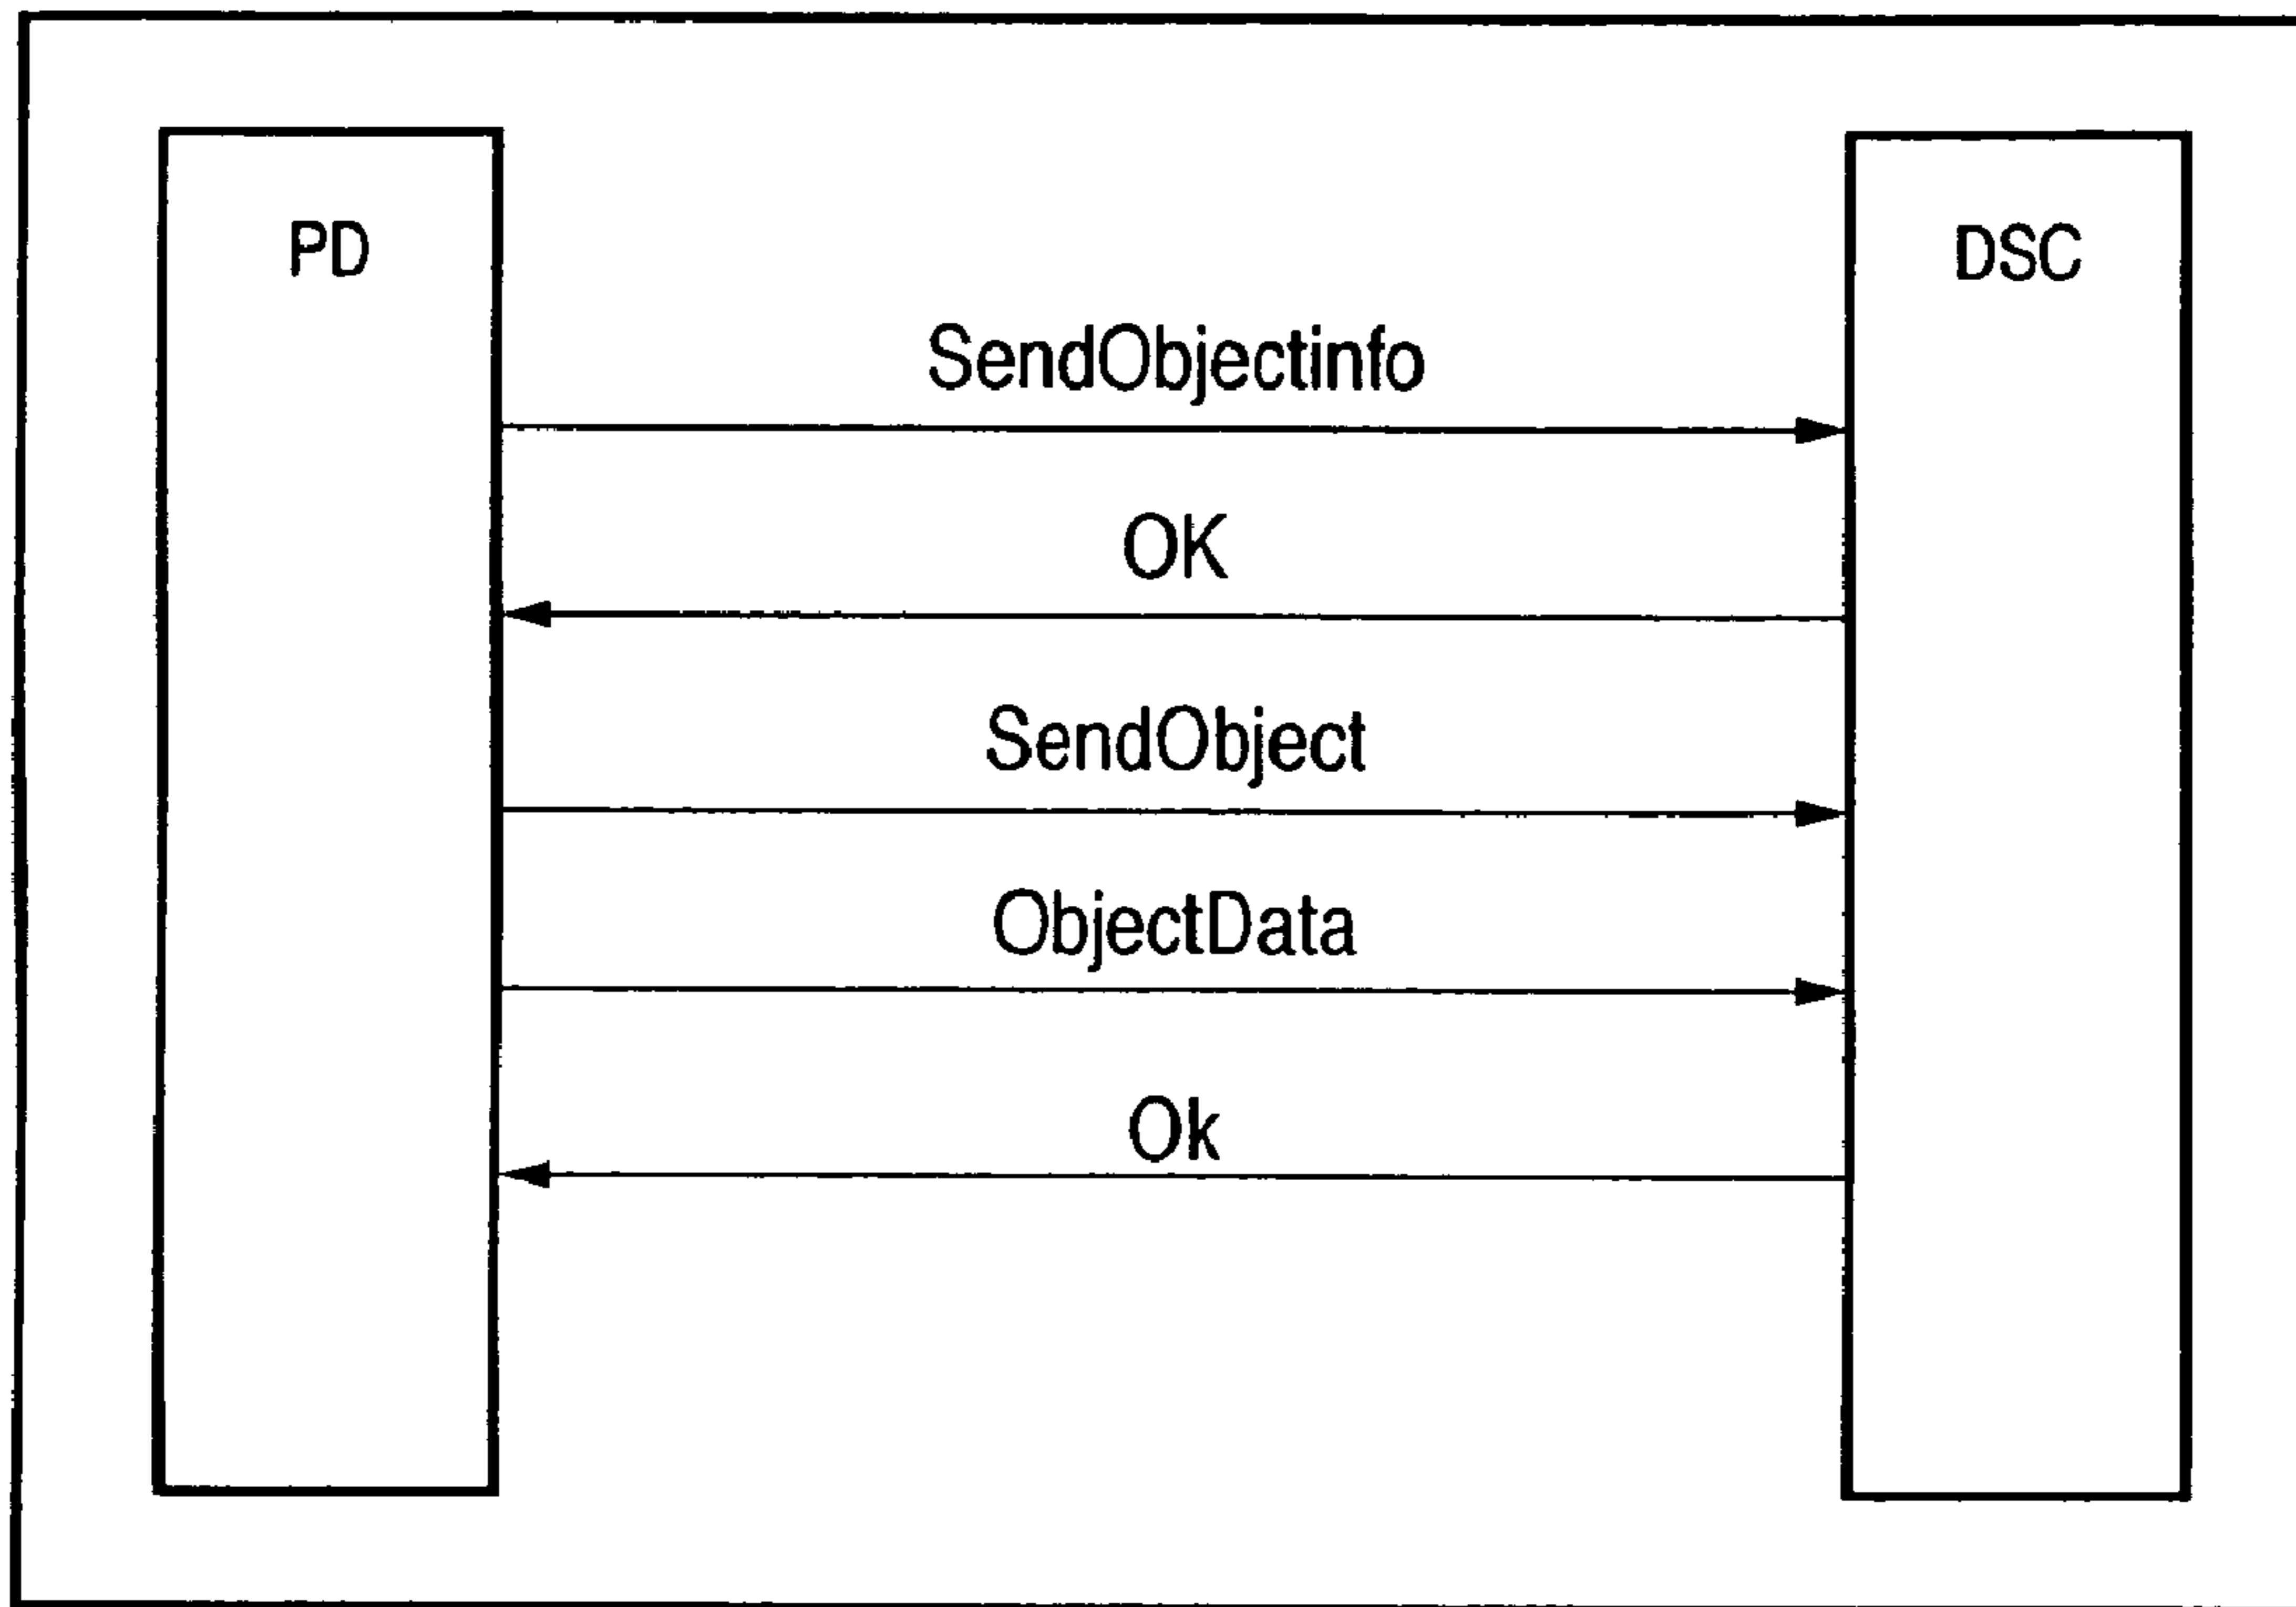 PD
DSC
SendObjectinfo
OK
SendObject
ObjectData
Ok